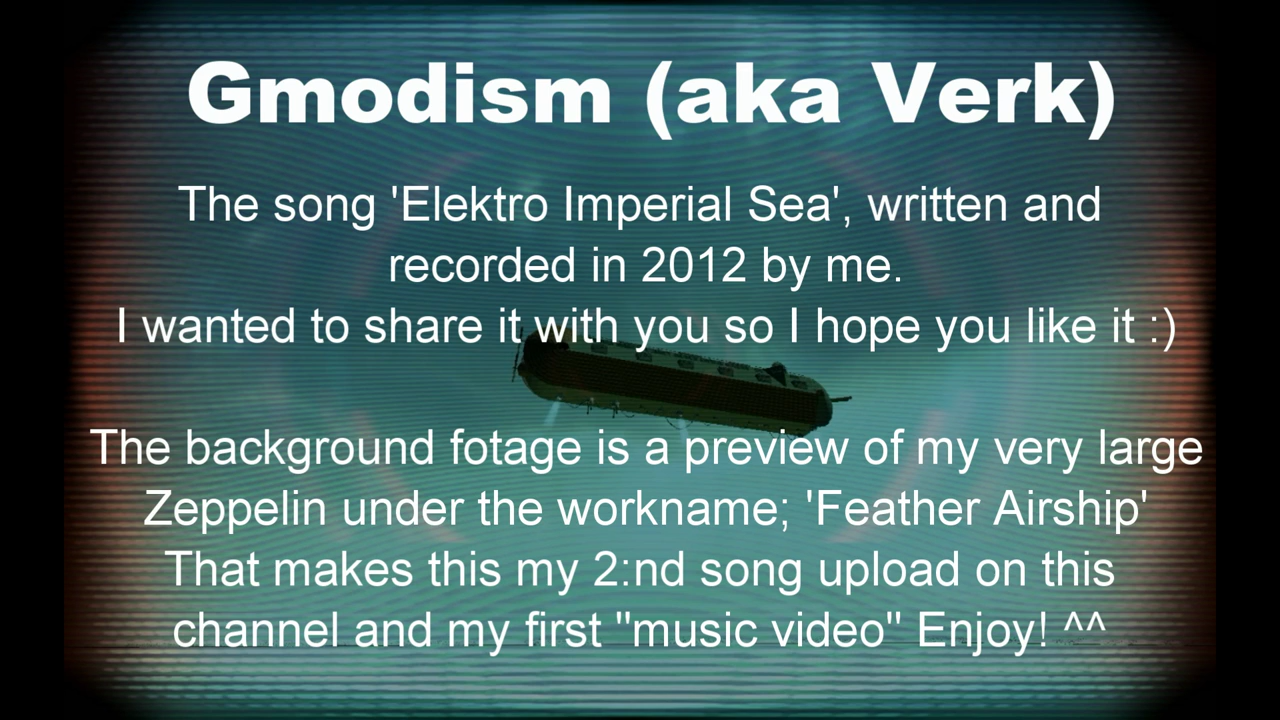 Gmodism (aka Verk)
The song 'Elektro Imperial Sea', written and
recorded in 2012 by me.
I wanted to share it with you so I hope you like it :)
The background fotage is a preview of my very large
Zeppelin under the workname; 'Feather Airship'
That makes this my 2:nd song upload on this
channel and my first "music video" Enjoy! ^^